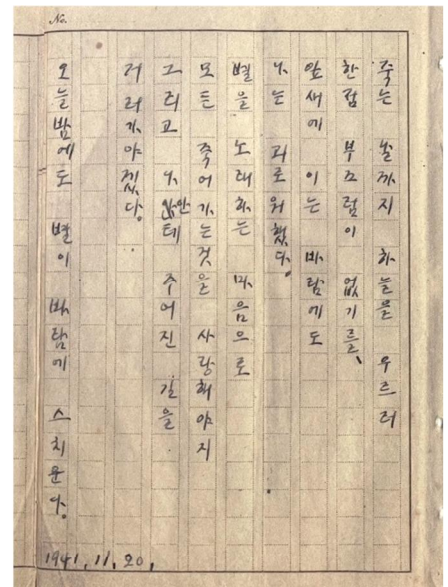 No.
죽는 날까지 하늘을 우르러
한점 부끄럼이 없기를、
잎새에 이는 바람에도
나는 괴로워했다。
별을 노래하는 마음으로
모든 죽어가는것을 사랑해야지
그리고 나안테 주어진 길을
거러가야겠다.
오늘밤에도 별이 바람에 스치운다。
1941. 11. 20.